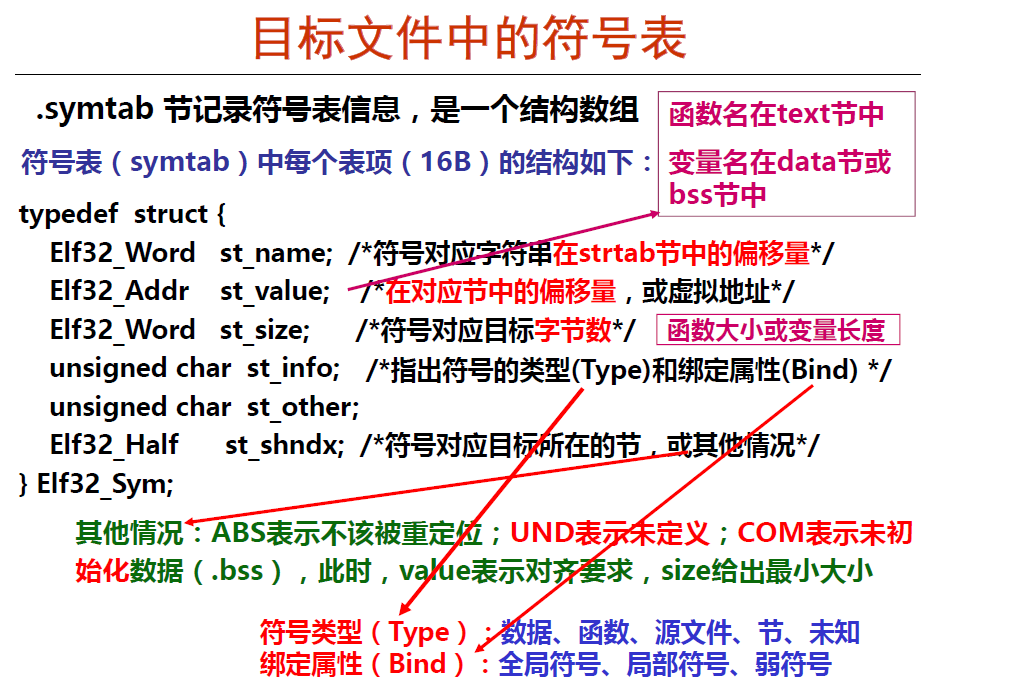 目标文件中的符号表
.symtab 节记录符号表信息，是一个结构数组
函数名在text节中
变量名在data节或
bss节中
符号表（symtab）中每个表项（16B）的结构如下：
typedef struct {
Elf32_Word st_name; /*符号对应字符串在strtab节中的偏移量*/
Elf32_Addr st_value; /*在对应节中的偏移量，或虚拟地址*/
Elf32_Word st_size; /*符号对应目标字节数*/ 函数大小或变量长度
unsigned char st_info; /*指出符号的类型(Type)和绑定属性(Bind) */
unsigned char st_other;
Elf32_Half st_shndx; /*符号对应目标所在的节，或其他情况*/
} Elf32_Sym;
其他情况：ABS表示不该被重定位；UND表示未定义；COM表示未初
始化数据（.bss），此时，value表示对齐要求，size给出最小大小
符号类型（Type）：数据、函数、源文件、节、未知
绑定属性（Bind）：全局符号、局部符号、弱符号